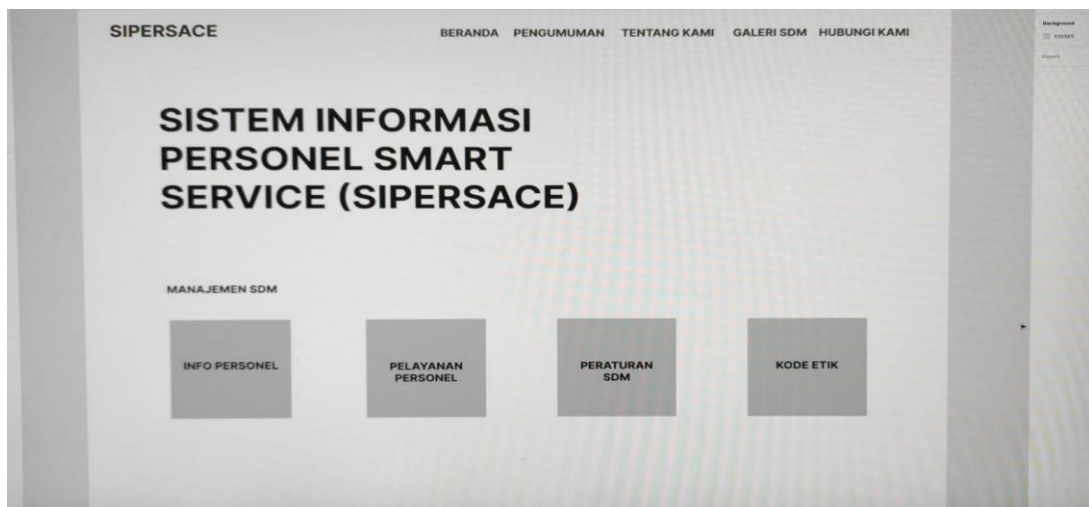 SIPERSACE
BERANDA PENGUMUMAN TENTANG KAMI GALERI SDM HUBUNGI KAMI
SISTEM INFORMASI
PERSONEL SMART
SERVICE (SIPERSACE)
MANAJEMEN SDM
INFO PERSONEL
PELAYANAN
PERSONEL
PERATURAN
SDM
KODE ETIK
Background
Export